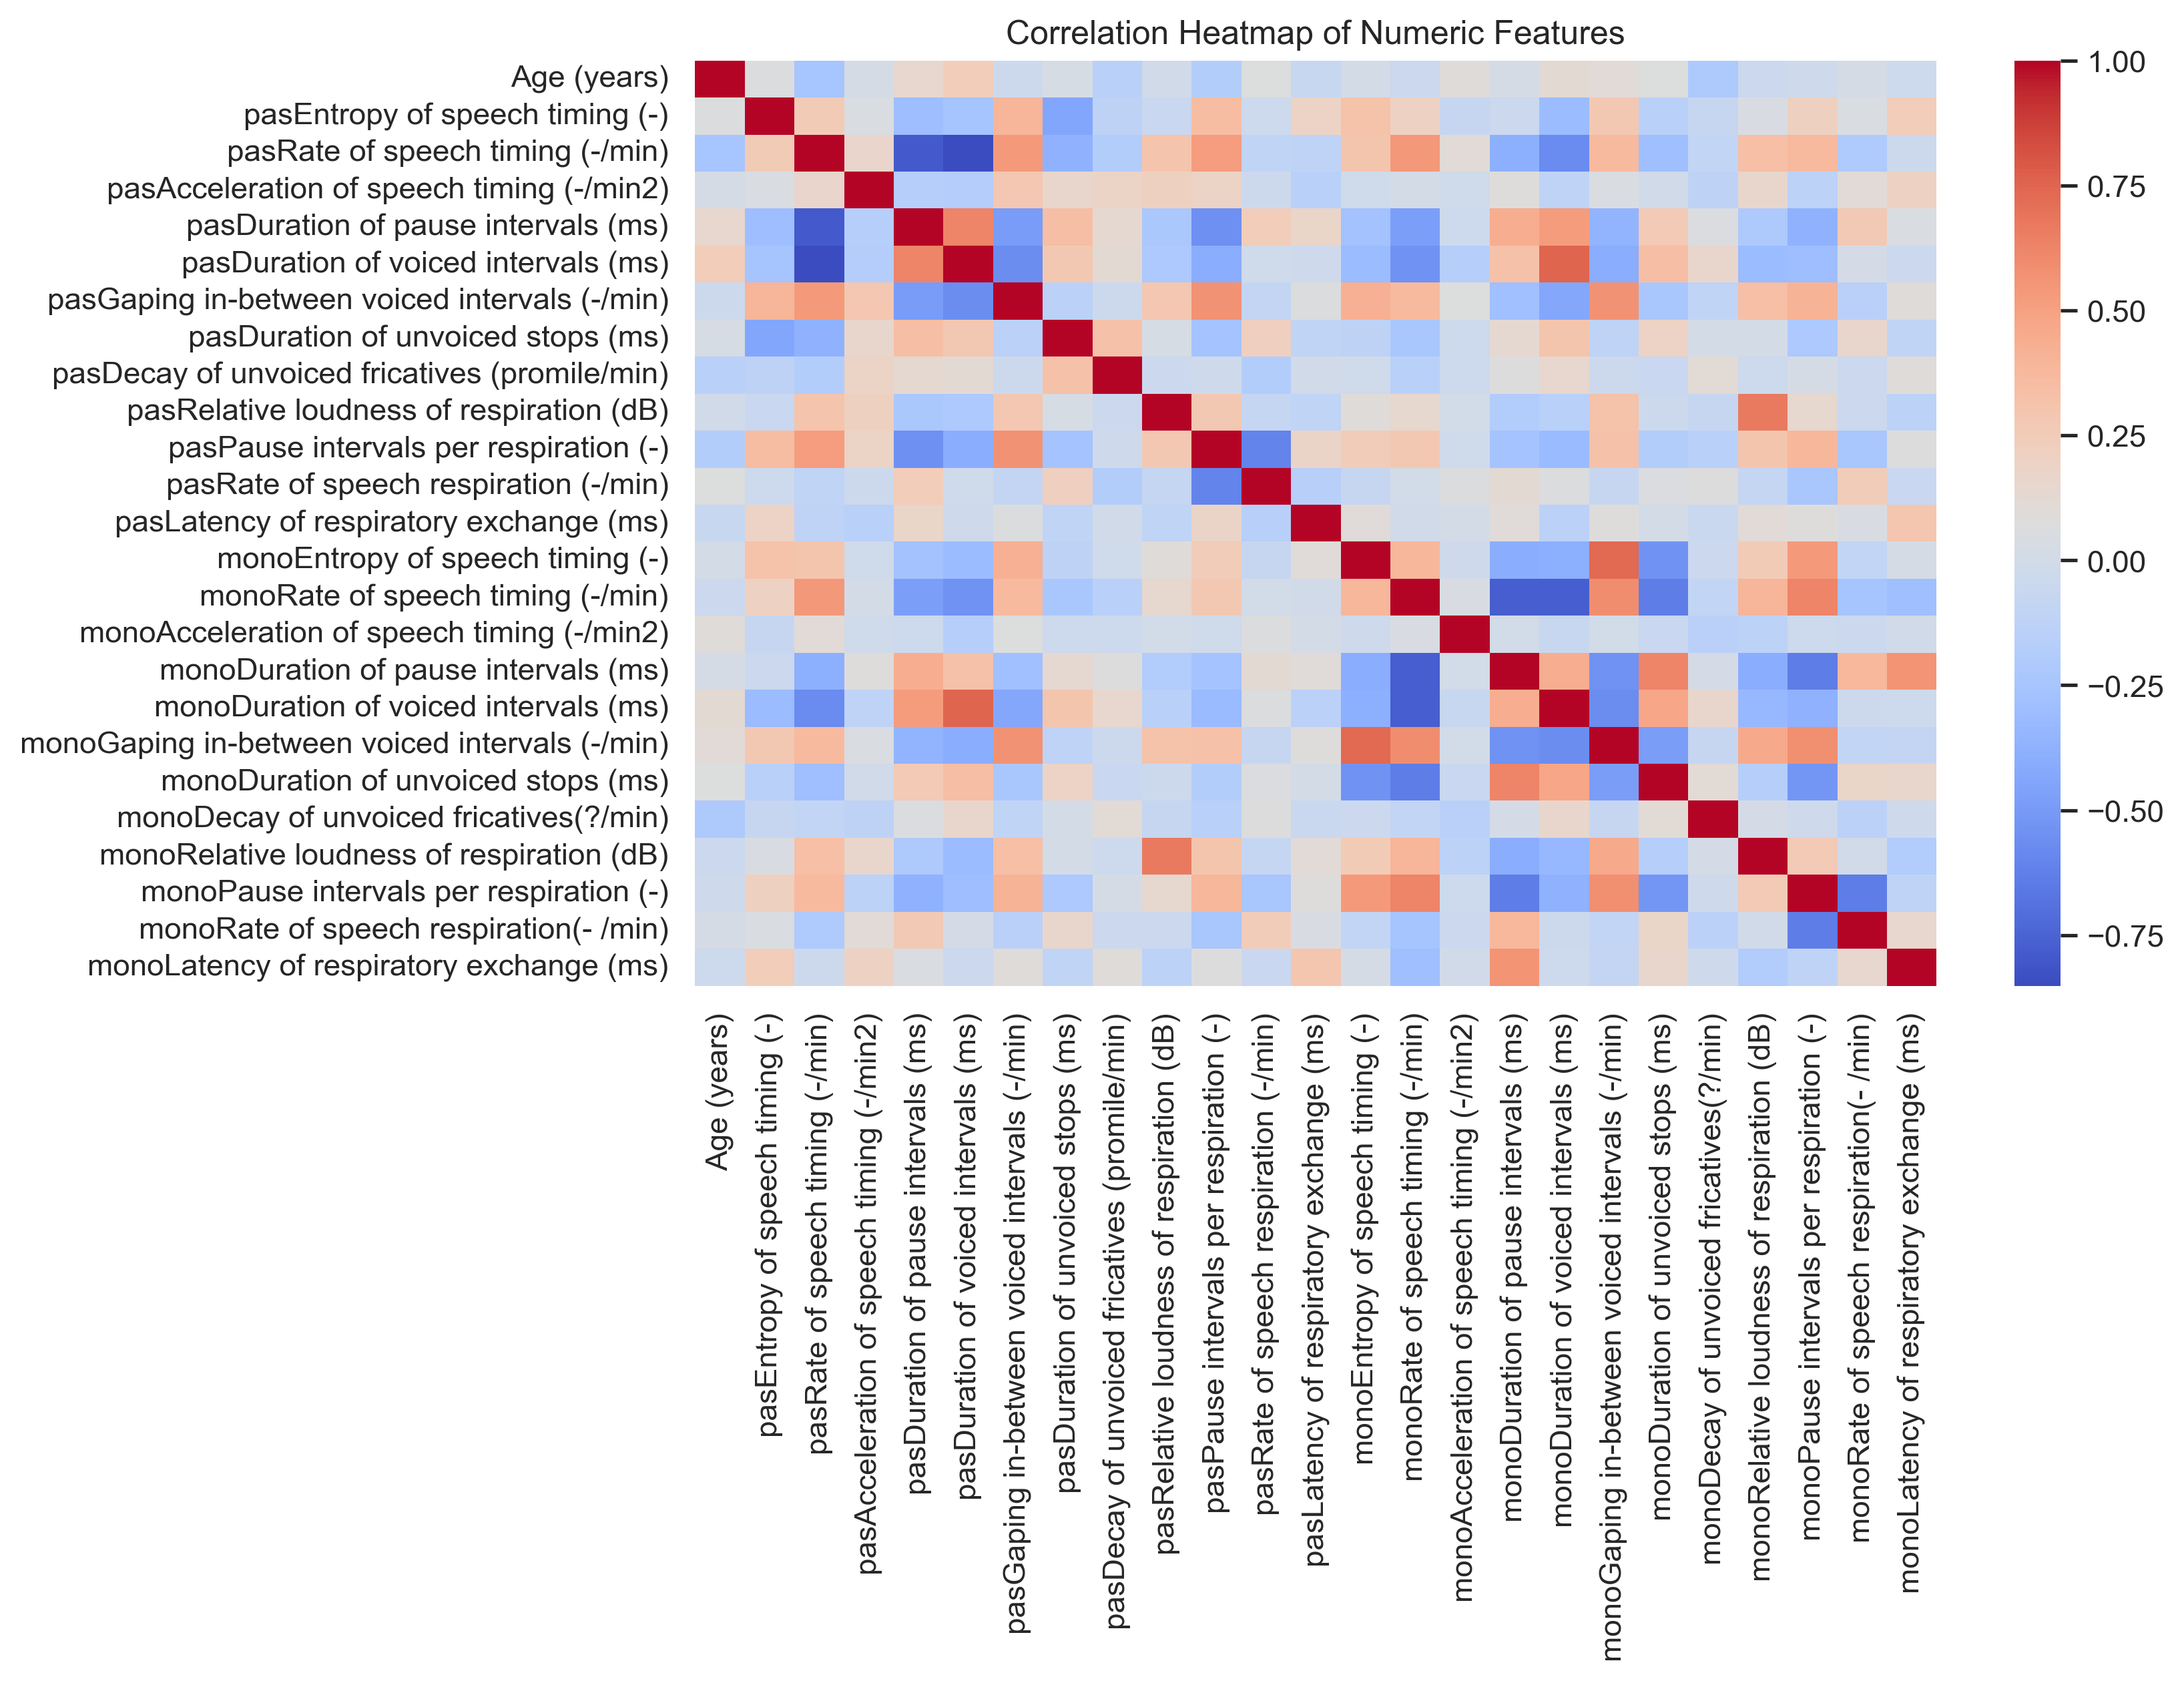 Correlation Heatmap of Numeric Features
Age (years)
pasEntropy of speech timing (-)
pasRate of speech timing (-/min)
pasAcceleration of speech timing (-/min2)
pasDuration of pause intervals (ms)
pasDuration of voiced intervals (ms)
pasGaping in-between voiced intervals (-/min)
pasDuration of unvoiced stops (ms)
pasDecay of unvoiced fricatives (promile/min)
pasRelative loudness of respiration (dB)
pasPause intervals per respiration (-)
pasRate of speech respiration (-/min)
pasLatency of respiratory exchange (ms)
monoEntropy of speech timing (-)
monoRate of speech timing (-/min)
monoAcceleration of speech timing (-/min2)
monoDuration of pause intervals (ms)
monoDuration of voiced intervals (ms)
monoGaping in-between voiced intervals (-/min)
monoDuration of unvoiced stops (ms)
monoDecay of unvoiced fricatives(?/min)
monoRelative loudness of respiration (dB)
monoPause intervals per respiration (-)
monoRate of speech respiration(- /min)
monoLatency of respiratory exchange (ms)
Age (years)
pasEntropy of speech timing (-)
pasRate of speech timing (-/min)
pasAcceleration of speech timing (-/min2)
pasDuration of pause intervals (ms)
pasDuration of voiced intervals (ms)
pasGaping in-between voiced intervals (-/min)
pasDuration of unvoiced stops (ms)
pasDecay of unvoiced fricatives (promile/min)
pasRelative loudness of respiration (dB)
pasPause intervals per respiration (-)
pasRate of speech respiration (-/min)
pasLatency of respiratory exchange (ms)
monoEntropy of speech timing (-)
monoRate of speech timing (-/min)
monoAcceleration of speech timing (-/min2)
monoDuration of pause intervals (ms)
monoDuration of voiced intervals (ms)
monoGaping in-between voiced intervals (-/min)
monoDuration of unvoiced stops (ms)
monoDecay of unvoiced fricatives(?/min)
monoRelative loudness of respiration (dB)
monoPause intervals per respiration (-)
monoRate of speech respiration(- /min)
monoLatency of respiratory exchange (ms)
1.00
0.75
0.50
0.25
0.00
−0.25
−0.50
−0.75